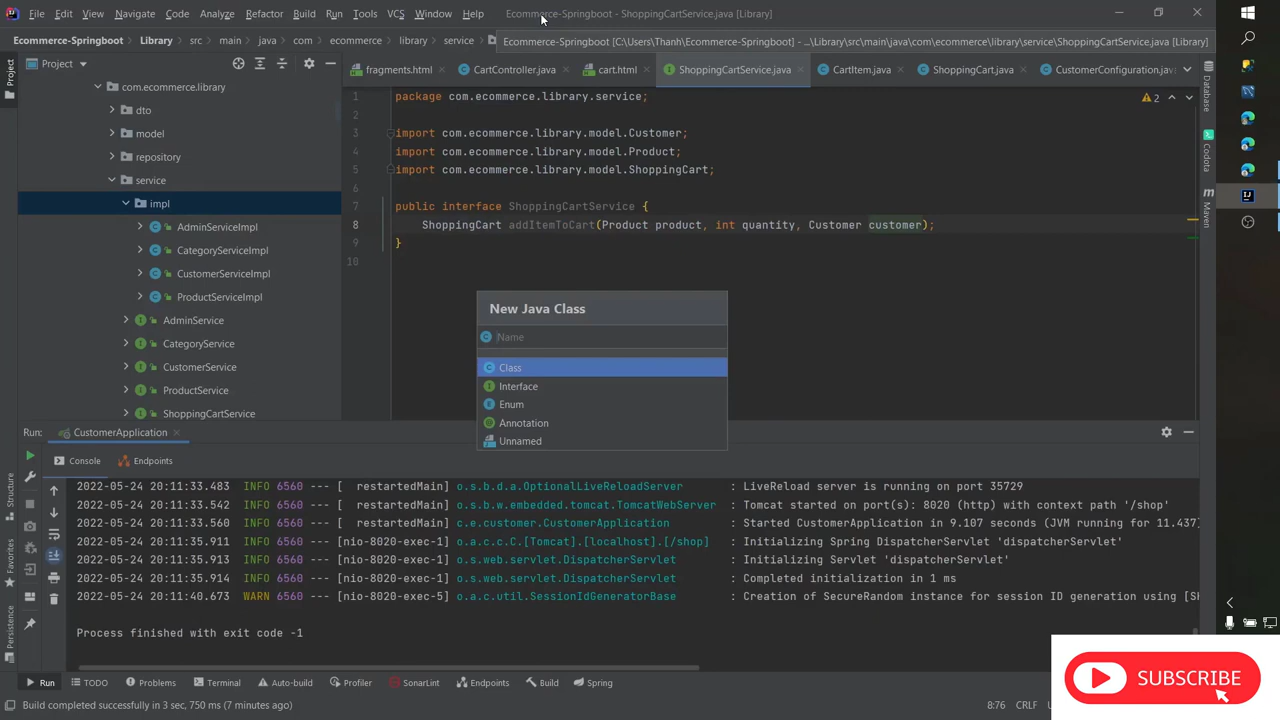 File Edit View Navigate Code Analyze Refactor Build Run Tools VCS Window Help Ecommerce-Springboot - ShoppingCartService.java [Library]
Ecommerce-Springboot Library src main java com ecommerce library service
Ecommerce-Springboot [C:\Users\Thanh\Ecommerce-Springboot] - ...\Library\src\main\java\com\ecommerce\library\service\ShoppingCartService.java [Library]
Project
fragments.html CartController.java cart.html ShoppingCartService.java CartItem.java ShoppingCart.java CustomerConfiguration.java
Project
com.ecommerce.library
dto
model
repository
service
impl
AdminServiceImpl
CategoryServiceImpl
CustomerServiceImpl
ProductServiceImpl
AdminService
CategoryService
CustomerService
ProductService
ShoppingCartService
1 package com.ecommerce.library.service;
2
3 import com.ecommerce.library.model.Customer;
4 import com.ecommerce.library.model.Product;
5 import com.ecommerce.library.model.ShoppingCart;
6
7 public interface ShoppingCartService {
8 ShoppingCart addItemToCart(Product product, int quantity, Customer customer);
9 }
10
2
Database
Codota
Maven
New Java Class
Name
Class
Interface
Enum
Annotation
Unnamed
Run: CustomerApplication
Console Endpoints
2022-05-24 20:11:33.483 INFO 6560 --- [ restartedMain] o.s.b.d.a.OptionalLiveReloadServer : LiveReload server is running on port 35729
2022-05-24 20:11:33.542 INFO 6560 --- [ restartedMain] o.s.b.w.embedded.tomcat.TomcatWebServer : Tomcat started on port(s): 8020 (http) with context path '/shop'
2022-05-24 20:11:33.560 INFO 6560 --- [ restartedMain] c.e.customer.CustomerApplication : Started CustomerApplication in 9.107 seconds (JVM running for 11.437)
2022-05-24 20:11:35.911 INFO 6560 --- [nio-8020-exec-1] o.a.c.c.C.[Tomcat].[localhost].[/shop] : Initializing Spring DispatcherServlet 'dispatcherServlet'
2022-05-24 20:11:35.913 INFO 6560 --- [nio-8020-exec-1] o.s.web.servlet.DispatcherServlet : Initializing Servlet 'dispatcherServlet'
2022-05-24 20:11:35.914 INFO 6560 --- [nio-8020-exec-1] o.s.web.servlet.DispatcherServlet : Completed initialization in 1 ms
2022-05-24 20:11:40.673 WARN 6560 --- [nio-8020-exec-5] o.a.c.util.SessionIdGeneratorBase : Creation of SecureRandom instance for session ID generation using [S
Process finished with exit code -1
Structure
Favorites
Persistence
Run TODO Problems Terminal Auto-build Profiler SonarLint Endpoints Build Spring
Build completed successfully in 3 sec, 750 ms (7 minutes ago) 8:76 CRLF
SUBSCRIBE